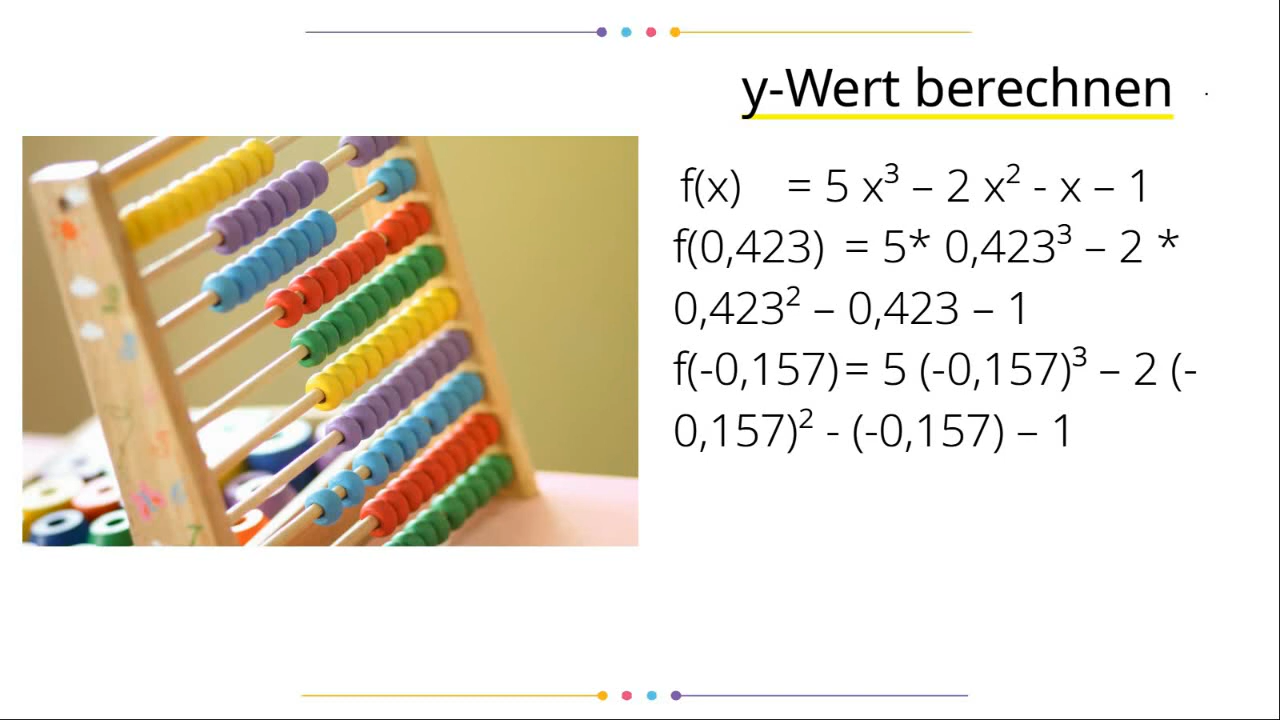 y-Wert berechnen
f(x) = 5 x³ – 2 x² - x – 1
f(0,423) = 5* 0,423³ – 2 *
0,423² – 0,423 – 1
f(-0,157)= 5 (-0,157)³ – 2 (-
0,157)² - (-0,157) – 1